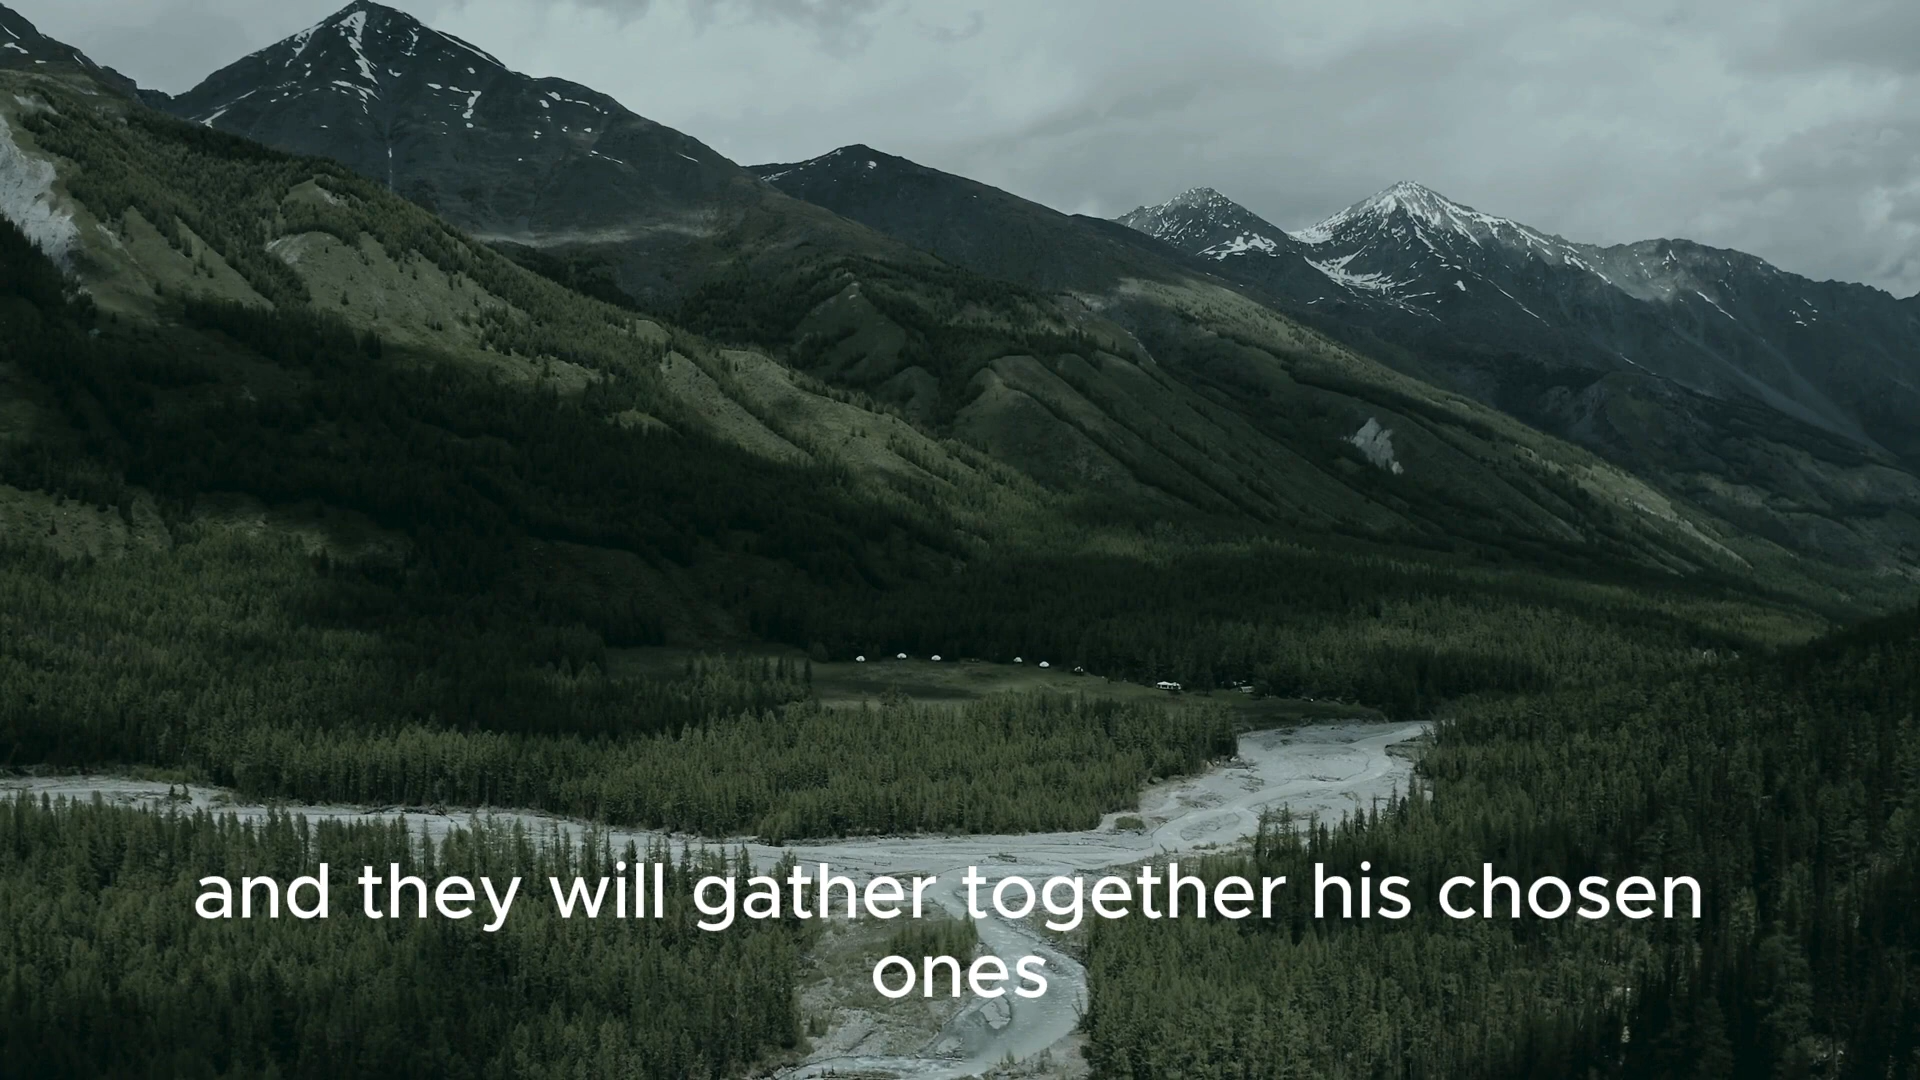 and they will gather together his chosen
ones